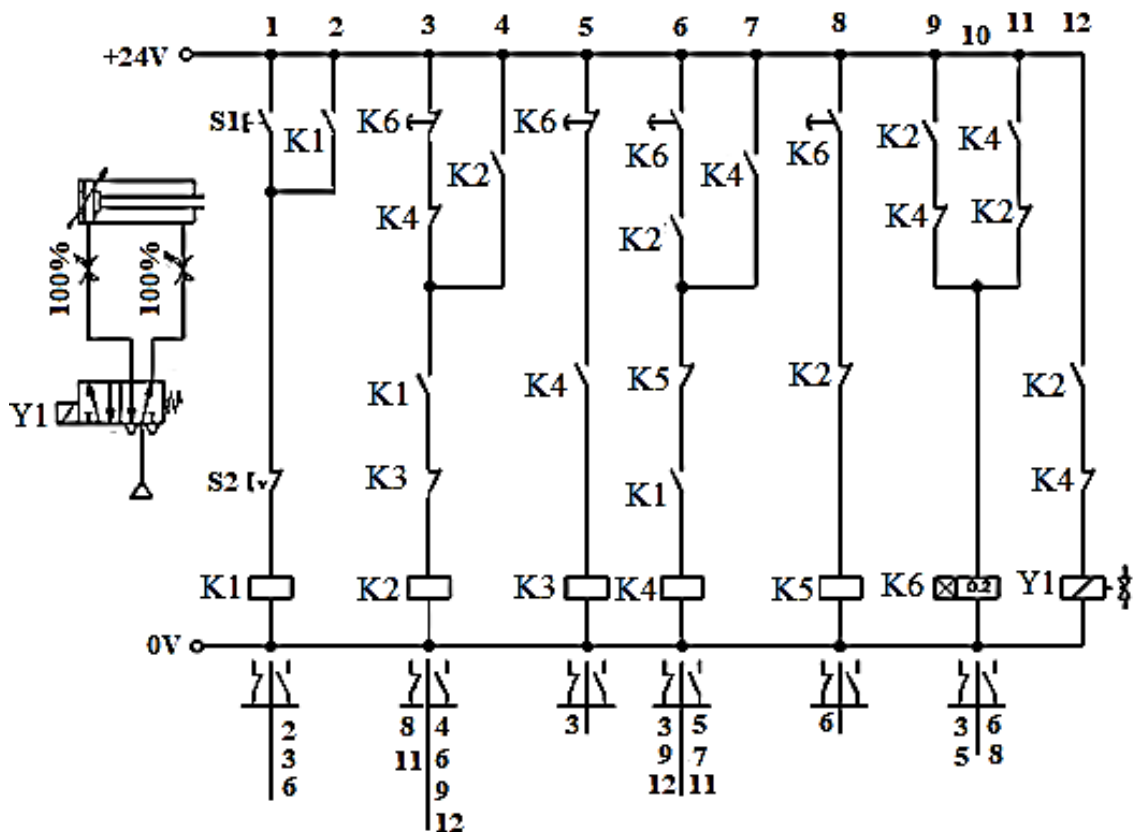 1 2 3 4 5 6 7 8 9 10 11 12
+24V
S1 K1 K6 K6 K6 K6 K2 K4
K2 K4
K4 K2 K4 K2
100% 100%
K1 K4 K5 K2 K2
Y1
S2 K3 K1 K4
K1 K2 K3 K4 K5 K6 0.2 Y1
0V
2 8 4 3 3 5 6 3 6
3 11 6 9 7 5 8
6 9 12 11
12